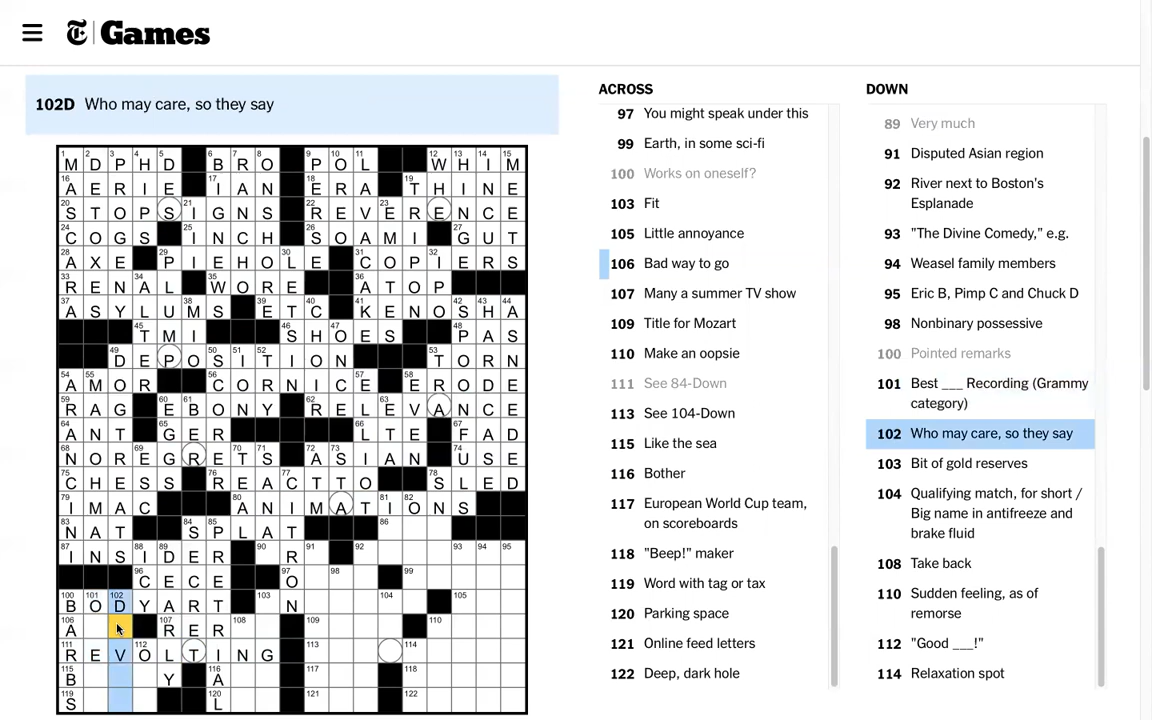 Games
102D Who may care, so they say
ACROSS
97 You might speak under this
99 Earth, in some sci-fi
100 Works on oneself?
103 Fit
105 Little annoyance
106 Bad way to go
107 Many a summer TV show
109 Title for Mozart
110 Make an oopsie
111 See 84-Down
113 See 104-Down
115 Like the sea
116 Bother
117 European World Cup team,
on scoreboards
118 "Beep!" maker
119 Word with tag or tax
120 Parking space
121 Online feed letters
122 Deep, dark hole
DOWN
89 Very much
91 Disputed Asian region
92 River next to Boston's
Esplanade
93 "The Divine Comedy," e.g.
94 Weasel family members
95 Eric B, Pimp C and Chuck D
98 Nonbinary possessive
100 Pointed remarks
101 Best ___ Recording (Grammy
category)
102 Who may care, so they say
103 Bit of gold reserves
104 Qualifying match, for short /
Big name in antifreeze and
brake fluid
108 Take back
110 Sudden feeling, as of
remorse
112 "Good ___!"
114 Relaxation spot
M D P H D B R O P O L W H I M
A E R I E I A N E R A T H I N E
S T O P S I G N S R E V E R E N C E
C O G S I N C H S O A M I G U T
A X E P I E H O L E C O P I E R S
R E N A L W O R E A T O P
A S Y L U M S E T C K E N O S H A
T M I S H O E S P A S
D E P O S I T I O N T O R N
A M O R C O R N I C E E R O D E
R A G E B O N Y R E L E V A N C E
A N T G E R L T E F A D
N O R E G R E T S A S I A N U S E
C H E S S R E A C T T O S L E D
I M A C A N I M A T I O N S
N A T S P L A T
I N S I D E R R
C E C E O
B O D Y A R T N
A R E R
R E V O L T I N G
B Y A
S L